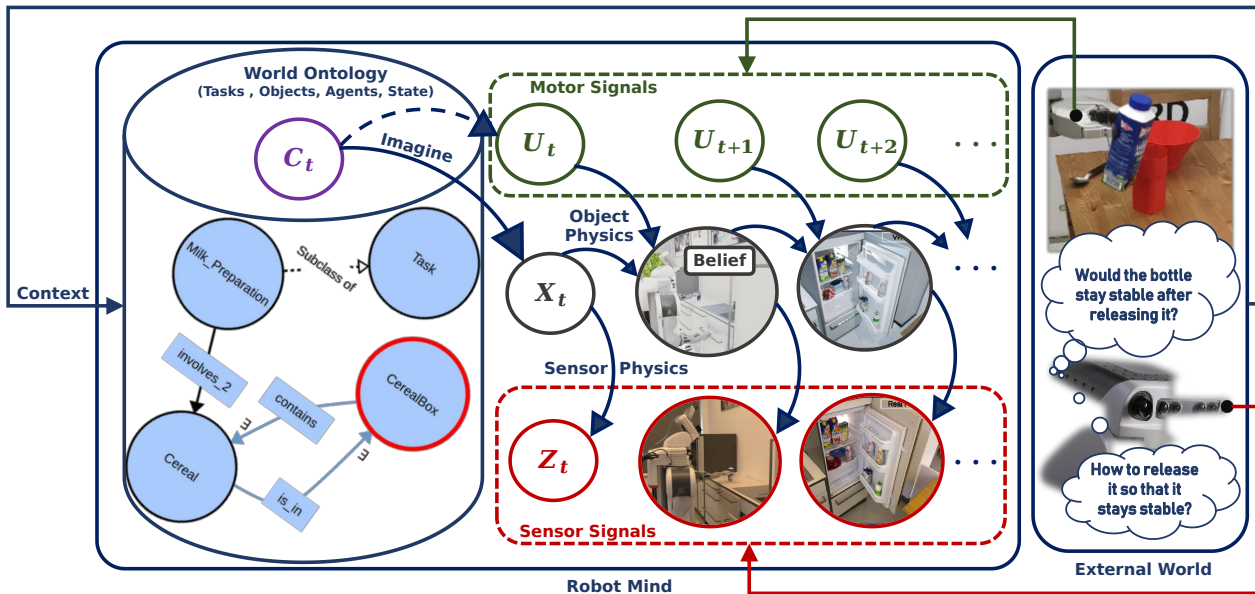 World Ontology
(Tasks , Objects, Agents, State)
C_t
Imagine
Motor Signals
U_t
U_{t+1}
U_{t+2}
. . .
Milk_Preparation
Subclass of
Task
involves_2
contains
∃
CerealBox
∃
is_in
Cereal
Context
Object
Physics
Belief
X_t
. . .
Sensor Physics
Z_t
. . .
Sensor Signals
Robot Mind
Would the bottle
stay stable after
releasing it?
How to release
it so that it
stays stable?
External World